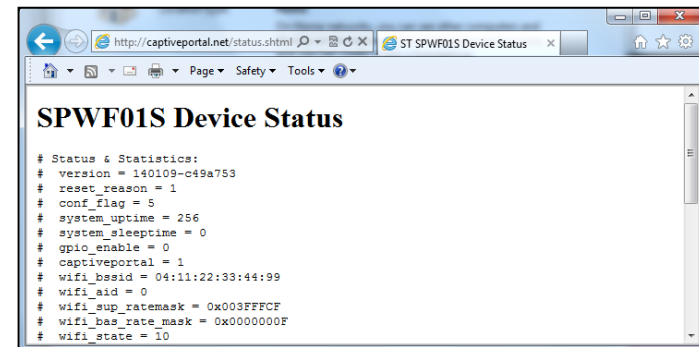 http://captiveportal.net/status.shtml
ST SPWF01S Device Status
Page Safety Tools
SPWF01S Device Status
# Status & Statistics:
# version = 140109-c49a753
# reset_reason = 1
# conf_flag = 5
# system_uptime = 256
# system_sleeptime = 0
# gpio_enable = 0
# captiveportal = 1
# wifi_bssid = 04:11:22:33:44:99
# wifi_aid = 0
# wifi_sup_ratemask = 0x003FFFCF
# wifi_bas_rate_mask = 0x0000000F
# wifi_state = 10